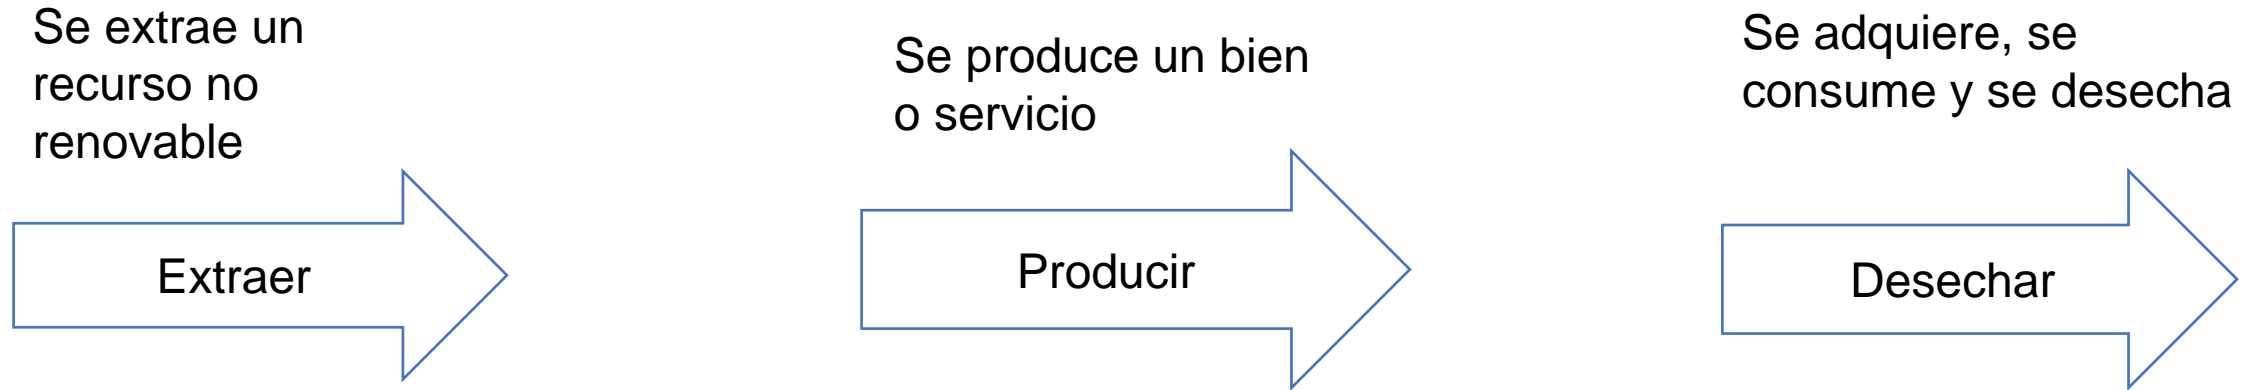 Se extrae un
recurso no
renovable
Extraer
Se produce un bien
o servicio
Producir
Se adquiere, se
consume y se desecha
Desechar